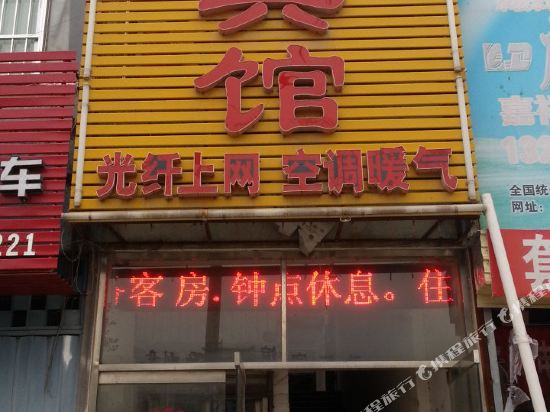 宾
馆
光纤上网 空调暖气
客房.钟点休息。住
车
221
嘉
全国统
网址:
携程旅行